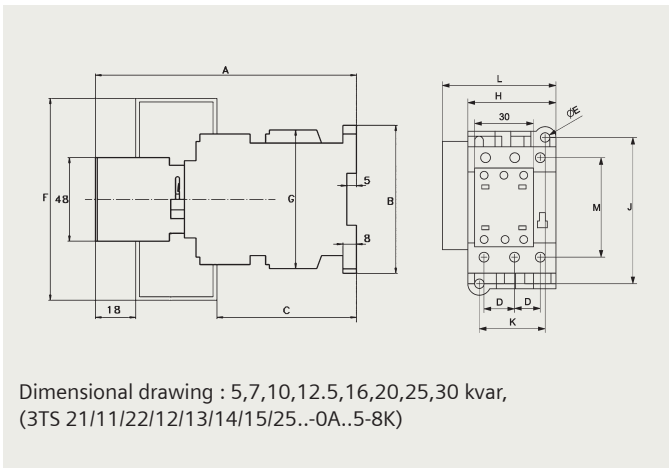 A
L
H
30
ØE
F
48
G
5
B
8
M
J
18
C
D
D
K
Dimensional drawing : 5,7,10,12.5,16,20,25,30 kvar,
(3TS 21/11/22/12/13/14/15/25..-0A..5-8K)